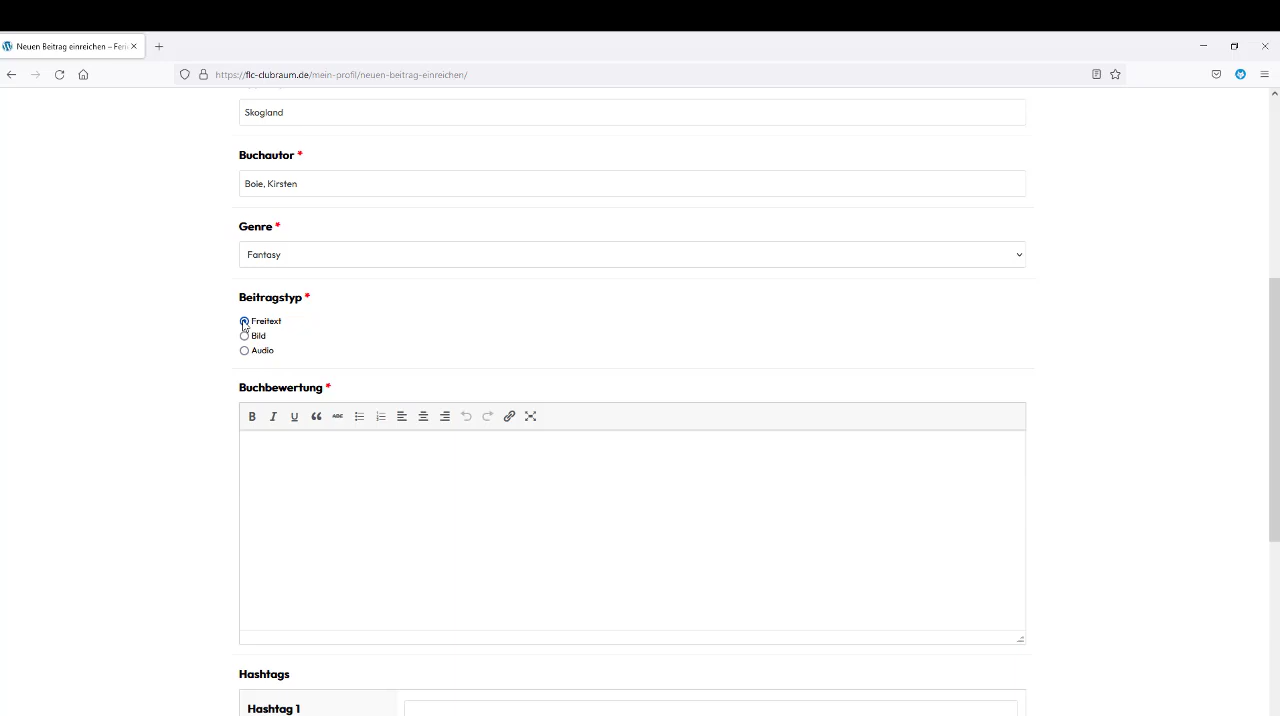 Neuen Beitrag einreichen – Feri
https://flc-clubraum.de/mein-profil/neuen-beitrag-einreichen/
Skogland
Buchautor *
Boie, Kirsten
Genre *
Fantasy
Beitragstyp *
Freitext
Bild
Audio
Buchbewertung *
B I U ABC
Hashtags
Hashtag 1